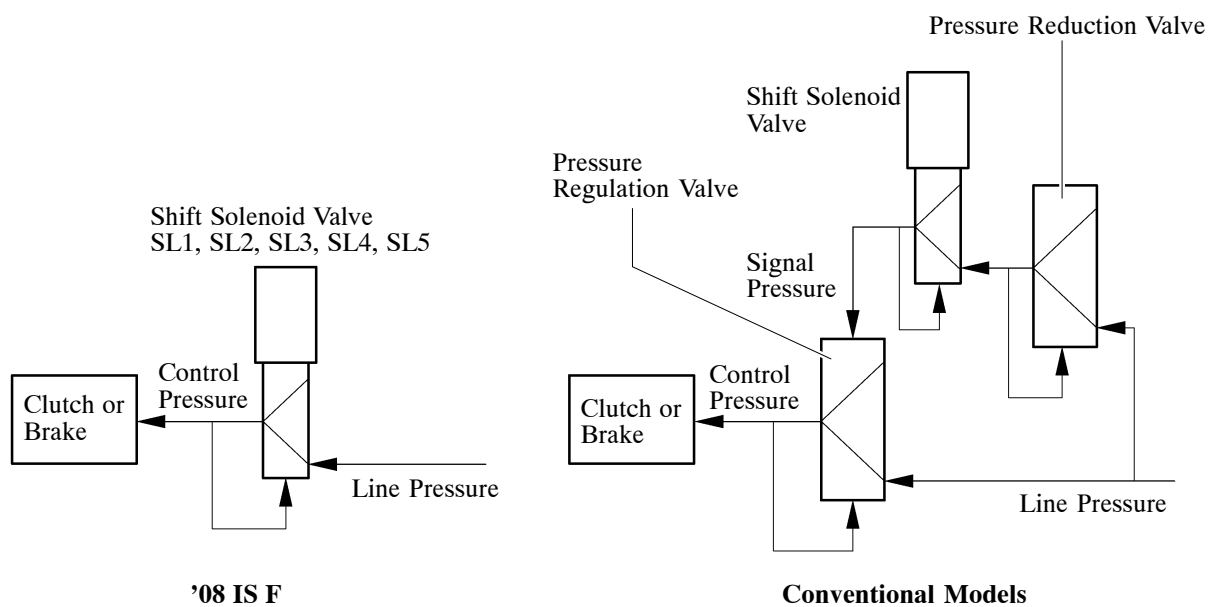 Pressure Reduction Valve
Shift Solenoid
Valve
Pressure
Regulation Valve
Shift Solenoid Valve
SL1, SL2, SL3, SL4, SL5
Signal
Pressure
Control
Pressure
Clutch or
Brake
Line Pressure
Control
Pressure
Clutch or
Brake
Line Pressure
’08 IS F
Conventional Models